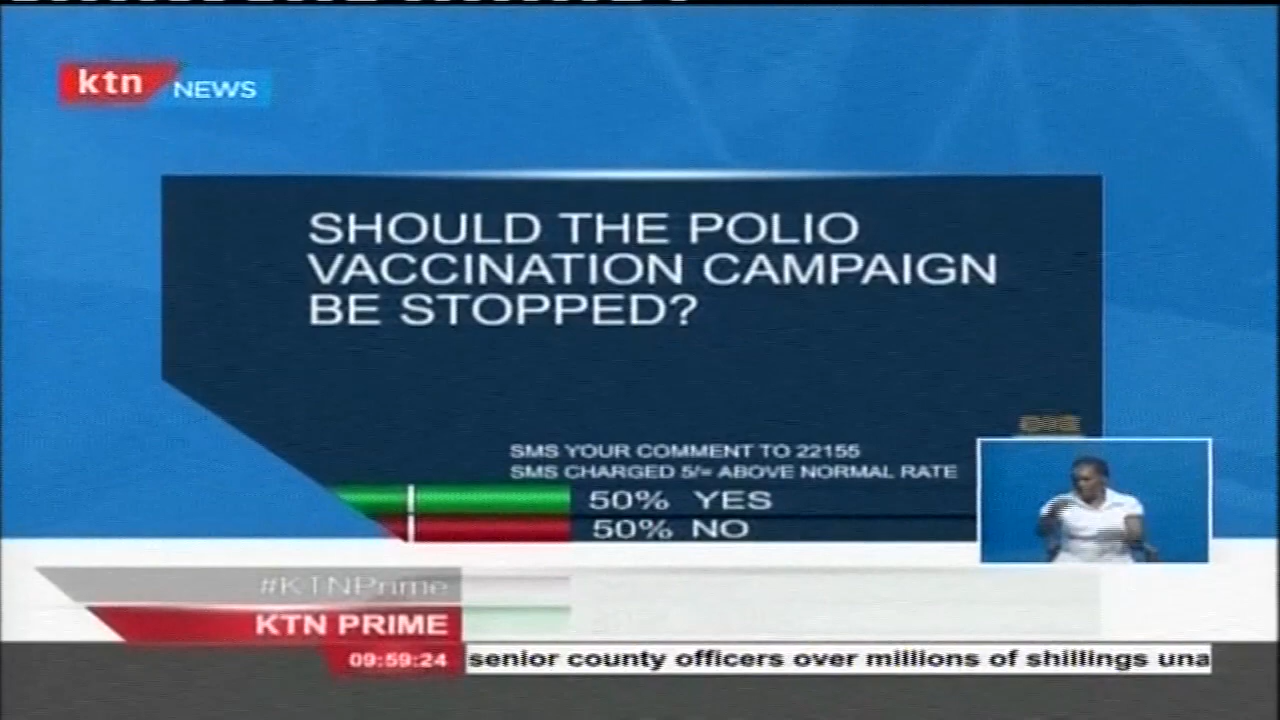 ktn NEWS
SHOULD THE POLIO
VACCINATION CAMPAIGN
BE STOPPED?
SMS YOUR COMMENT TO 22155
SMS CHARGED 5/= ABOVE NORMAL RATE
50% YES
50% NO
#KTNPrime
KTN PRIME
09:59:24
senior county officers over millions of shillings una